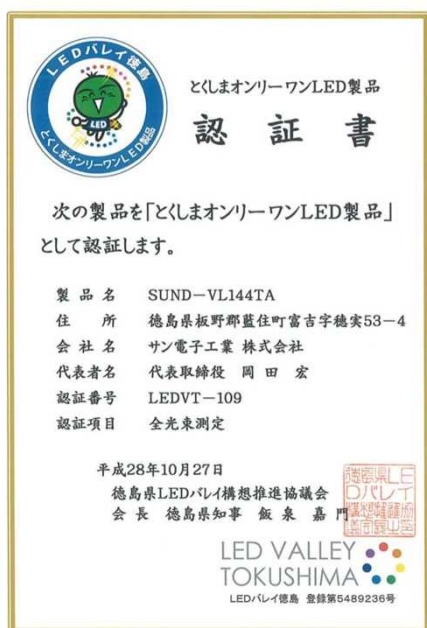 LEDバレイ徳島
LED
とくしまオンリーワンLED製品
とくしまオンリーワンLED製品
認証書
次の製品を「とくしまオンリーワンLED製品」
として認証します。
製品名 SUND-VL144TA
住所 徳島県板野郡藍住町富吉字穂実53-4
会社名 サン電子工業 株式会社
代表者名 代表取締役 岡田 宏
認証番号 LEDVT-109
認証項目 全光束測定
平成28年10月27日
徳島県LEDバレイ構想推進協議会
会長 徳島県知事 飯泉嘉門
LED VALLEY
TOKUSHIMA
LEDバレイ徳島 登録第5489236号